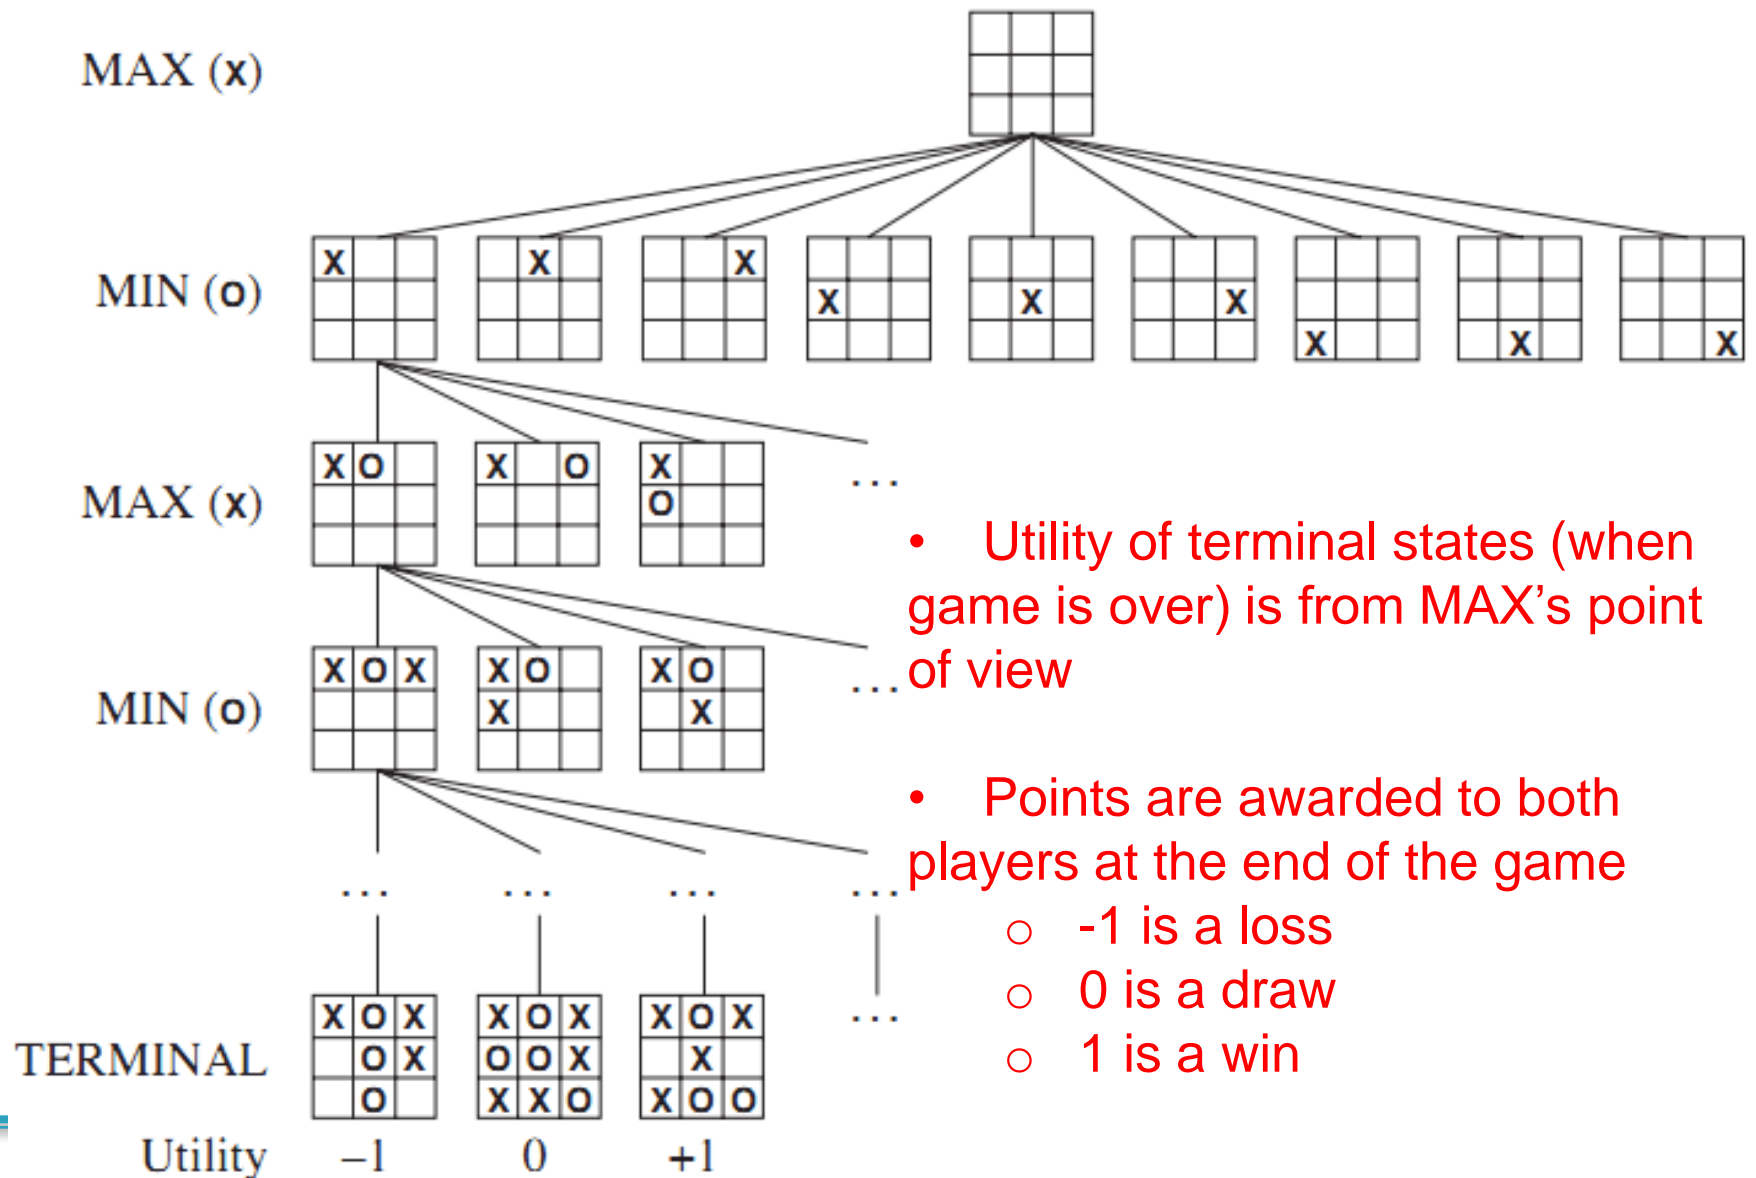 MAX (x)
X X X X X X X X X
MIN (o)
X O X O X
O
MAX (x)
...
• Utility of terminal states (when
game is over) is from MAX’s point
of view
X O X X O X O
X X
MIN (o)
...
• Points are awarded to both
players at the end of the game
... ... ... ...
o -1 is a loss
o 0 is a draw
o 1 is a win
X O X X O X X O X
...
TERMINAL
O X O O X X
O X X O X O O
Utility –1 0 +1